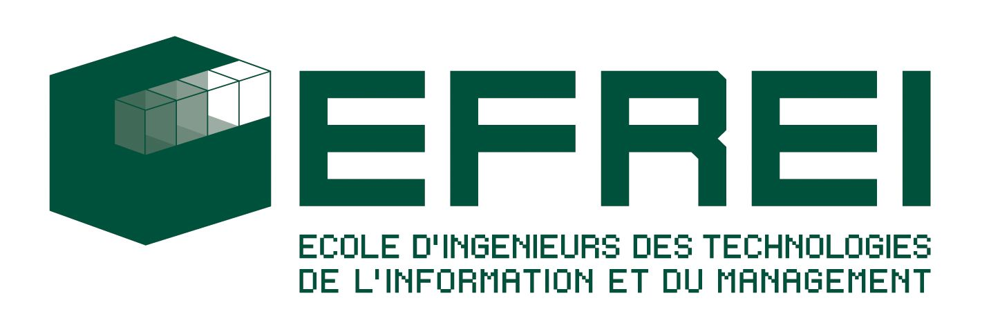 EFREI
ECOLE D'INGENIEURS DES TECHNOLOGIES
DE L'INFORMATION ET DU MANAGEMENT